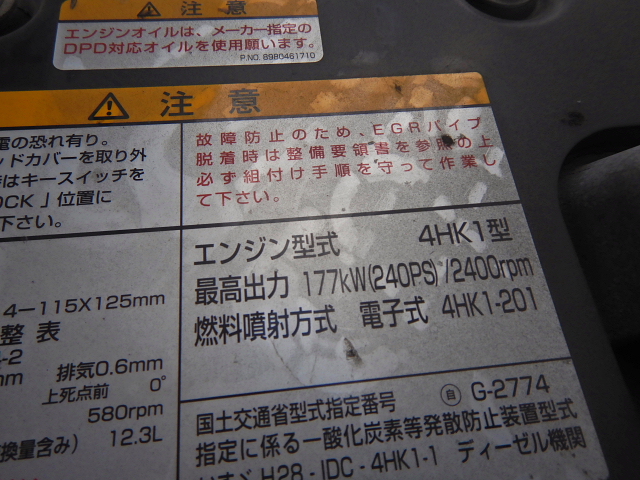 注意
エンジンオイルは、メーカー指定の
DPD対応オイルを使用願います。
P.NO. 8980461710
注意
電の恐れ有り。
ッドカバーを取り外
はキースイッチを
OCK」位置に
下さい。
故障防止のため、EGRパイプ
脱着時は整備要領書を参照の上
必ず組付け手順を守って作業し
て下さい。
エンジン型式 4HK1型
最高出力 177kW(240PS)/2400rpm
燃料噴射方式 電子式 4HK1-201
4-115X125mm
整表
-2
mm 排気0.6mm
上死点前 0°
580rpm
換量含み) 12.3L
国土交通省型式指定番号 自 G-2774
指定に係る一酸化炭素等発散防止装置型式
いすゞ H28-IDC-4HK1-1 ディーゼル機関